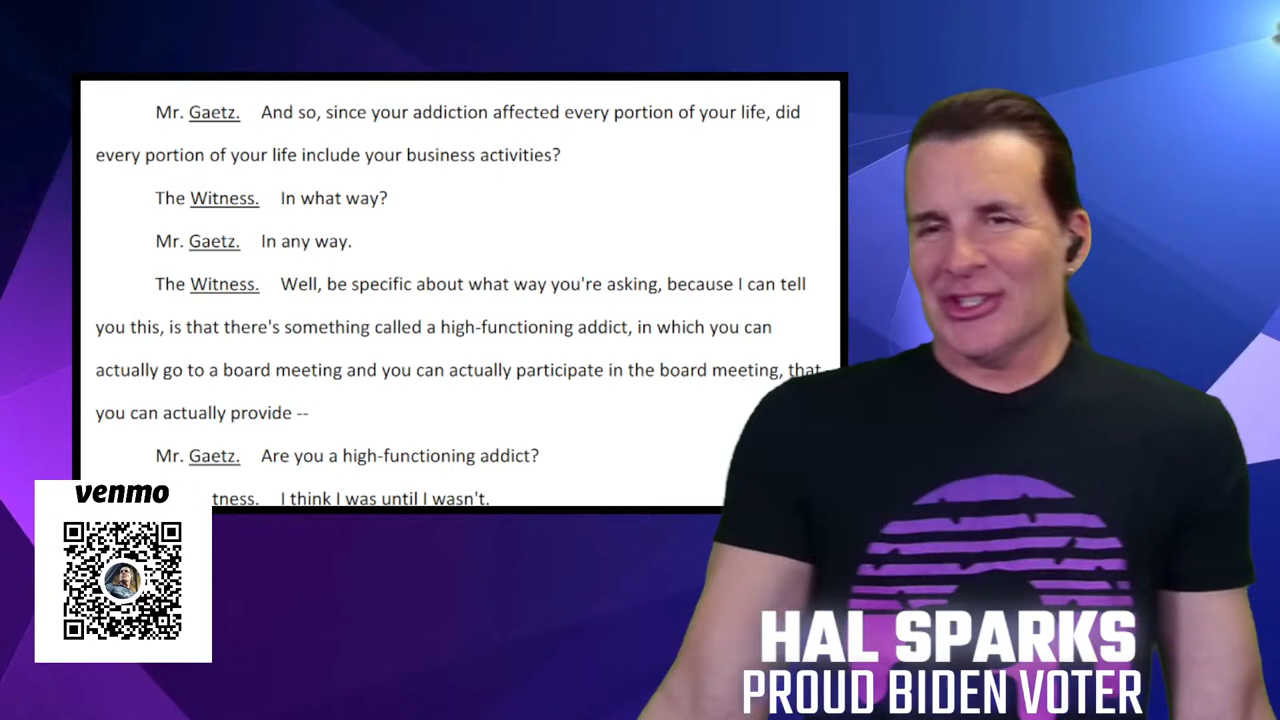 Mr. Gaetz. And so, since your addiction affected every portion of your life, did
every portion of your life include your business activities?
The Witness. In what way?
Mr. Gaetz. In any way.
The Witness. Well, be specific about what way you're asking, because I can tell
you this, is that there's something called a high-functioning addict, in which you can
actually go to a board meeting and you can actually participate in the board meeting, that
you can actually provide --
Mr. Gaetz. Are you a high-functioning addict?
tness. I think I was until I wasn't.
venmo
HAL SPARKS
PROUD BIDEN VOTER